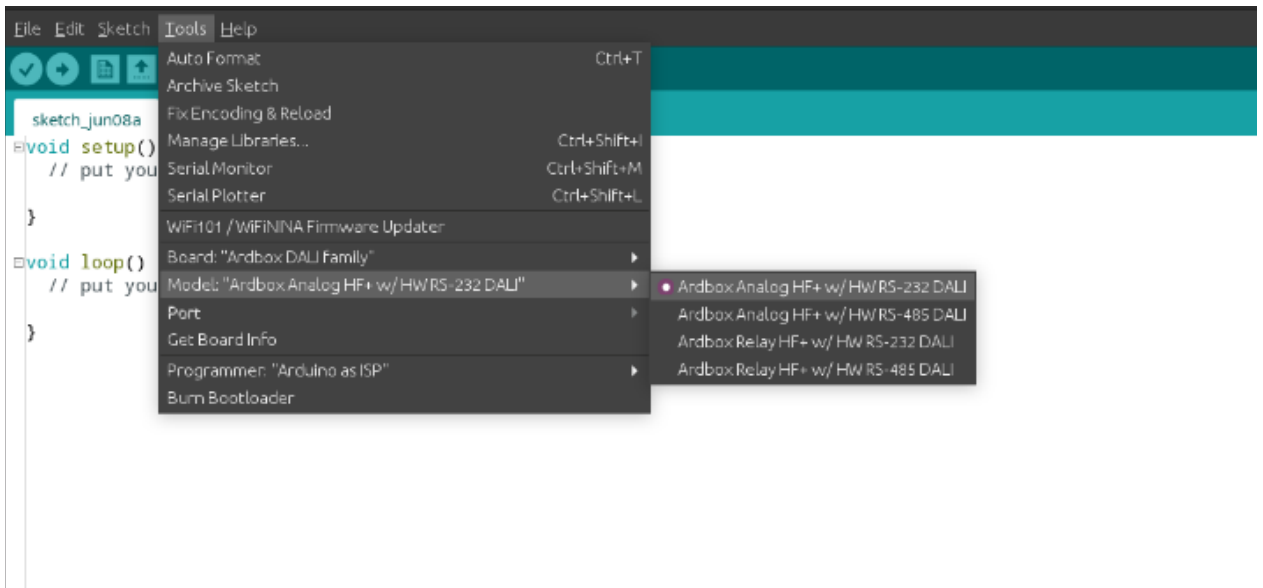 File Edit Sketch Tools Help
Auto Format Ctrl+T
Archive Sketch
Fix Encoding & Reload
Manage Libraries... Ctrl+Shift+I
Serial Monitor Ctrl+Shift+M
Serial Plotter Ctrl+Shift+L
WiFi101 / WiFiNINA Firmware Updater
Board: "Ardbox DALI family"
Model: "Ardbox Analog HF+ w/ HW RS-232 DALI"
Port
Get Board Info
Programmer: "Arduino as ISP"
Burn Bootloader
Ardbox Analog HF+ w/ HW RS-232 DALI
Ardbox Analog HF+ w/ HW RS-485 DALI
Ardbox Relay HF+ w/ HW RS-232 DALI
Ardbox Relay HF+ w/ HW RS-485 DALI
sketch_jun08a
void setup()
// put you
}
void loop()
// put you
}